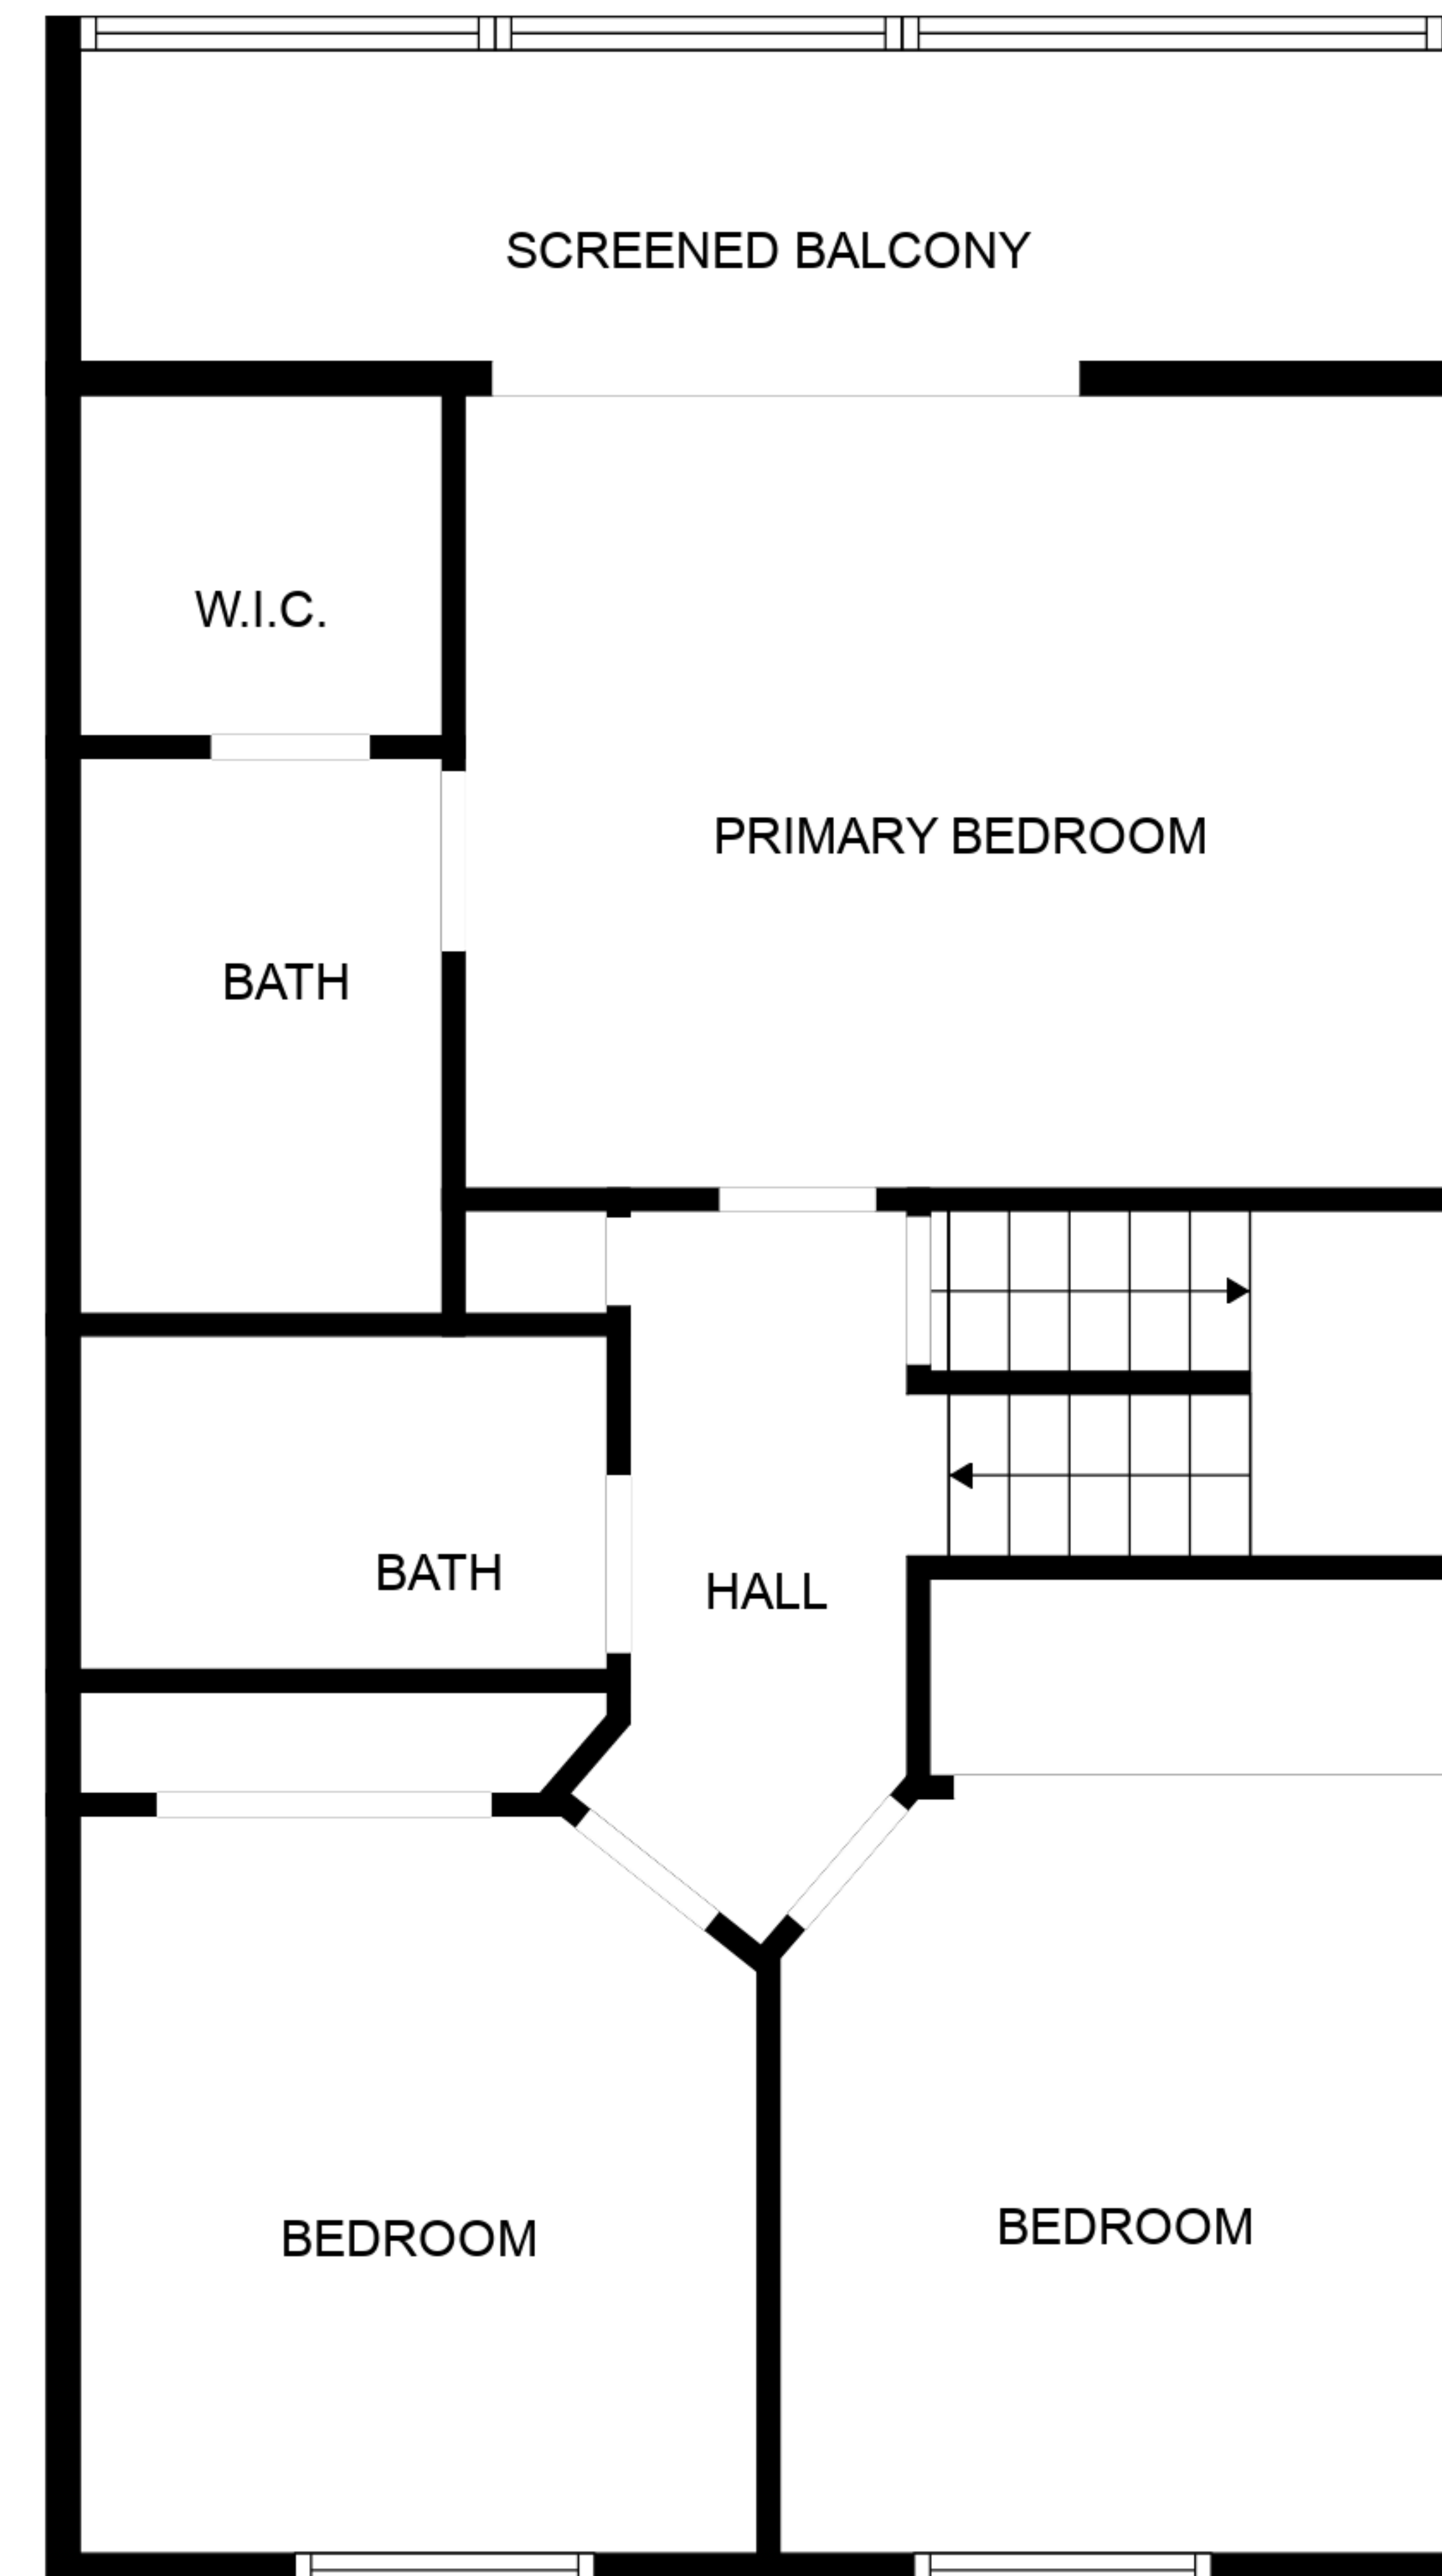 SCREENED BALCONY
W.I.C.
PRIMARY BEDROOM
BATH
BATH
HALL
BEDROOM
BEDROOM